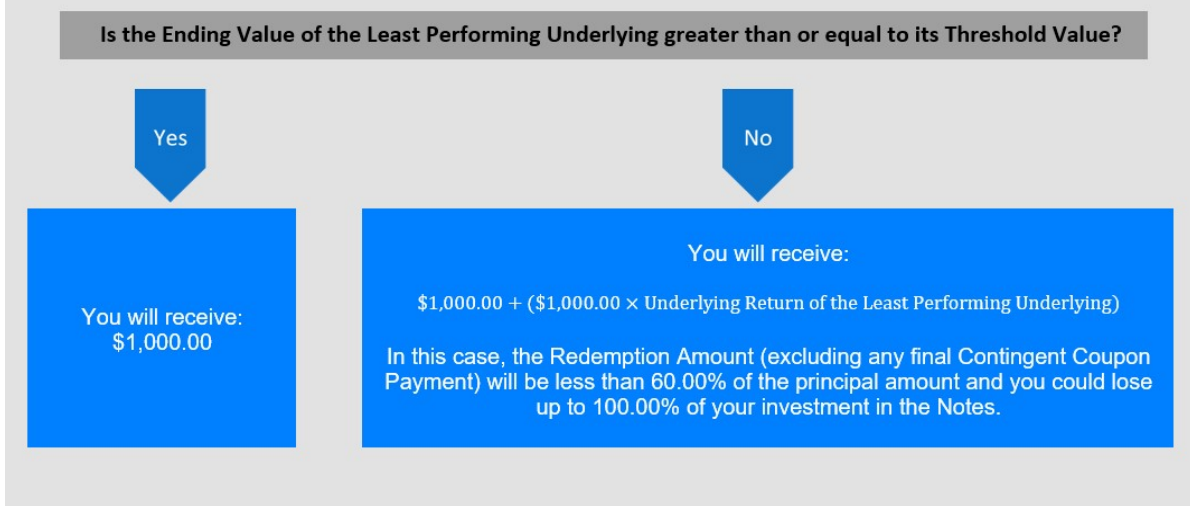 Is the Ending Value of the Least Performing Underlying greater than or equal to its Threshold Value?
Yes
No
You will receive:
$1,000.00
You will receive:
$1,000.00 + ($1,000.00 × Underlying Return of the Least Performing Underlying)
In this case, the Redemption Amount (excluding any final Contingent Coupon
Payment) will be less than 60.00% of the principal amount and you could lose
up to 100.00% of your investment in the Notes.